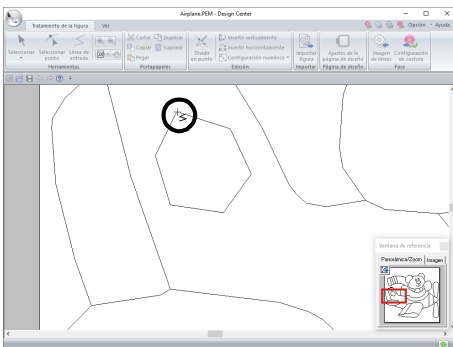 Airplane.PEM - Design Center
Tratamiento de la figura Ver
Opción Ayuda
Seleccionar
Seleccionar punto
Línea de entrada
Herramientas
Cortar Duplicar
Copiar Suprimir
Pegar
Portapapeles
Dividir en punto
Invertir verticalmente
Invertir horizontalmente
Configuración numérica
Edición
Importar figura
Importar
Ajustes de la página de diseño
Página de diseño
Imagen de líneas
Configuración de costura
Fase
Ventana de referencia
Panorámica/Zoom Imagen